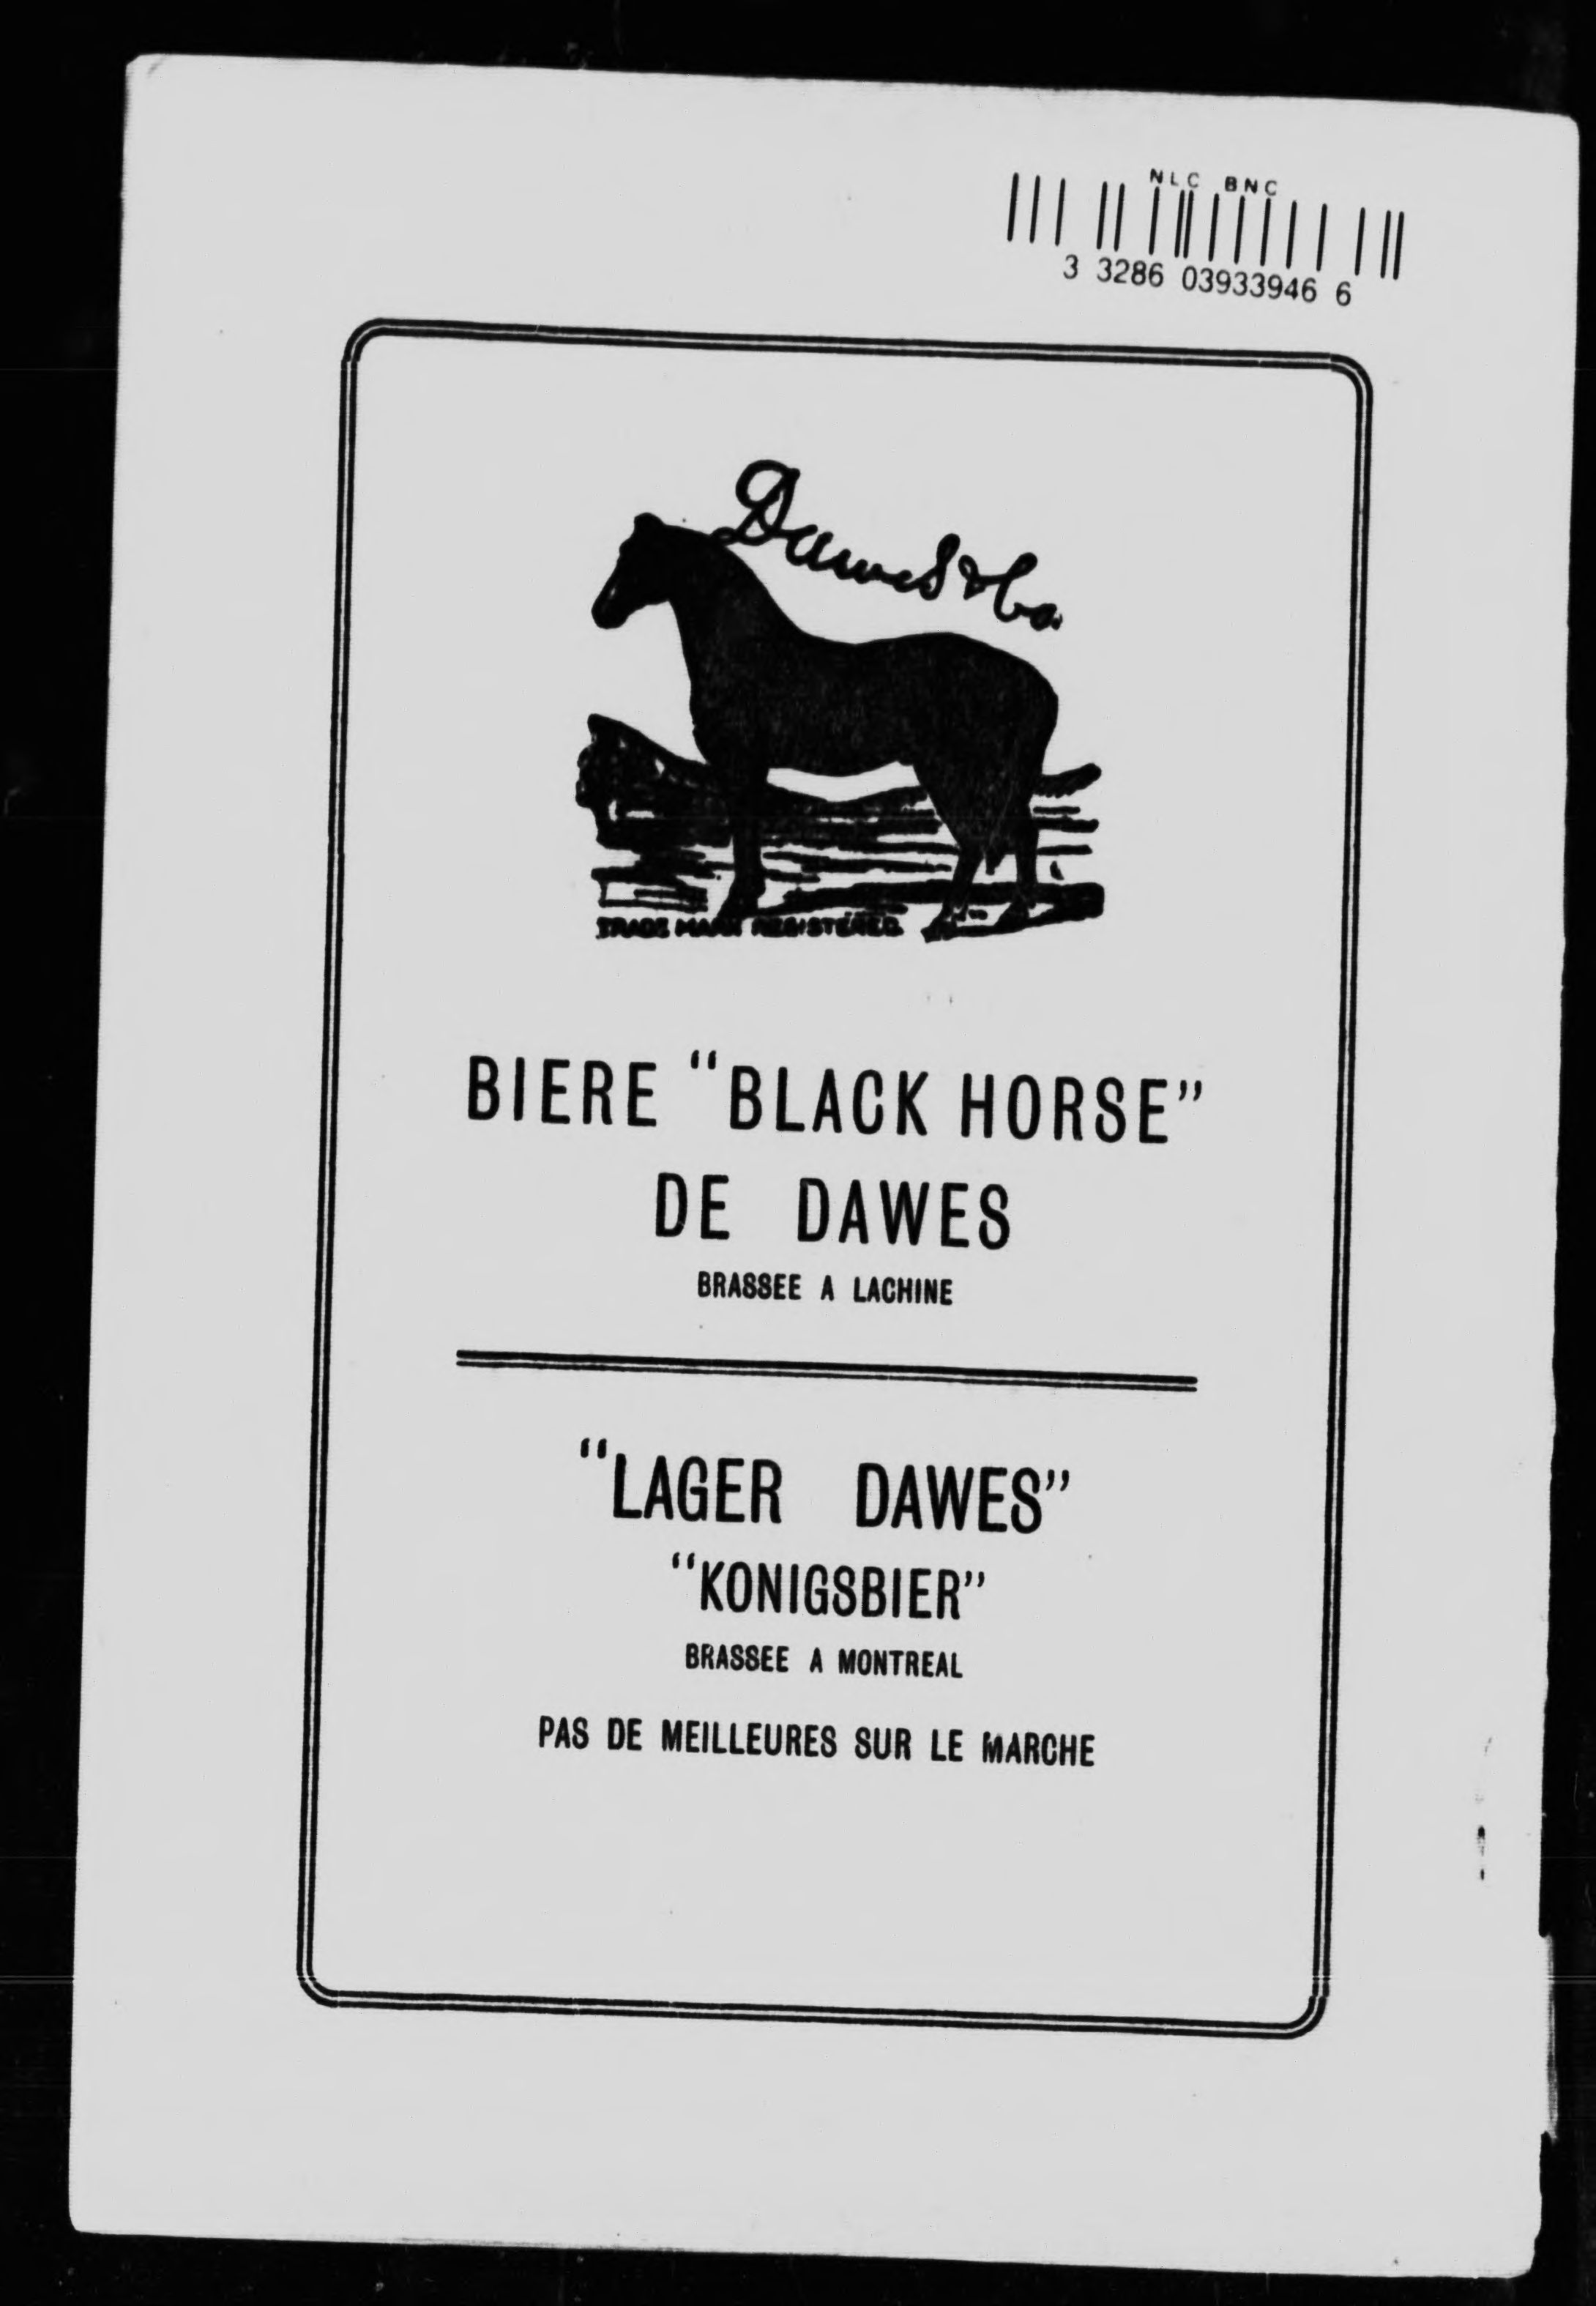 NLC BNC
3 3286 03933946 6
Dawes & Co.
TRADE MARK REGISTERED
BIERE “BLACK HORSE”
DE DAWES
BRASSEE A LACHINE
“LAGER DAWES”
“KONIGSBIER”
BRASSEE A MONTREAL
PAS DE MEILLEURES SUR LE MARCHE